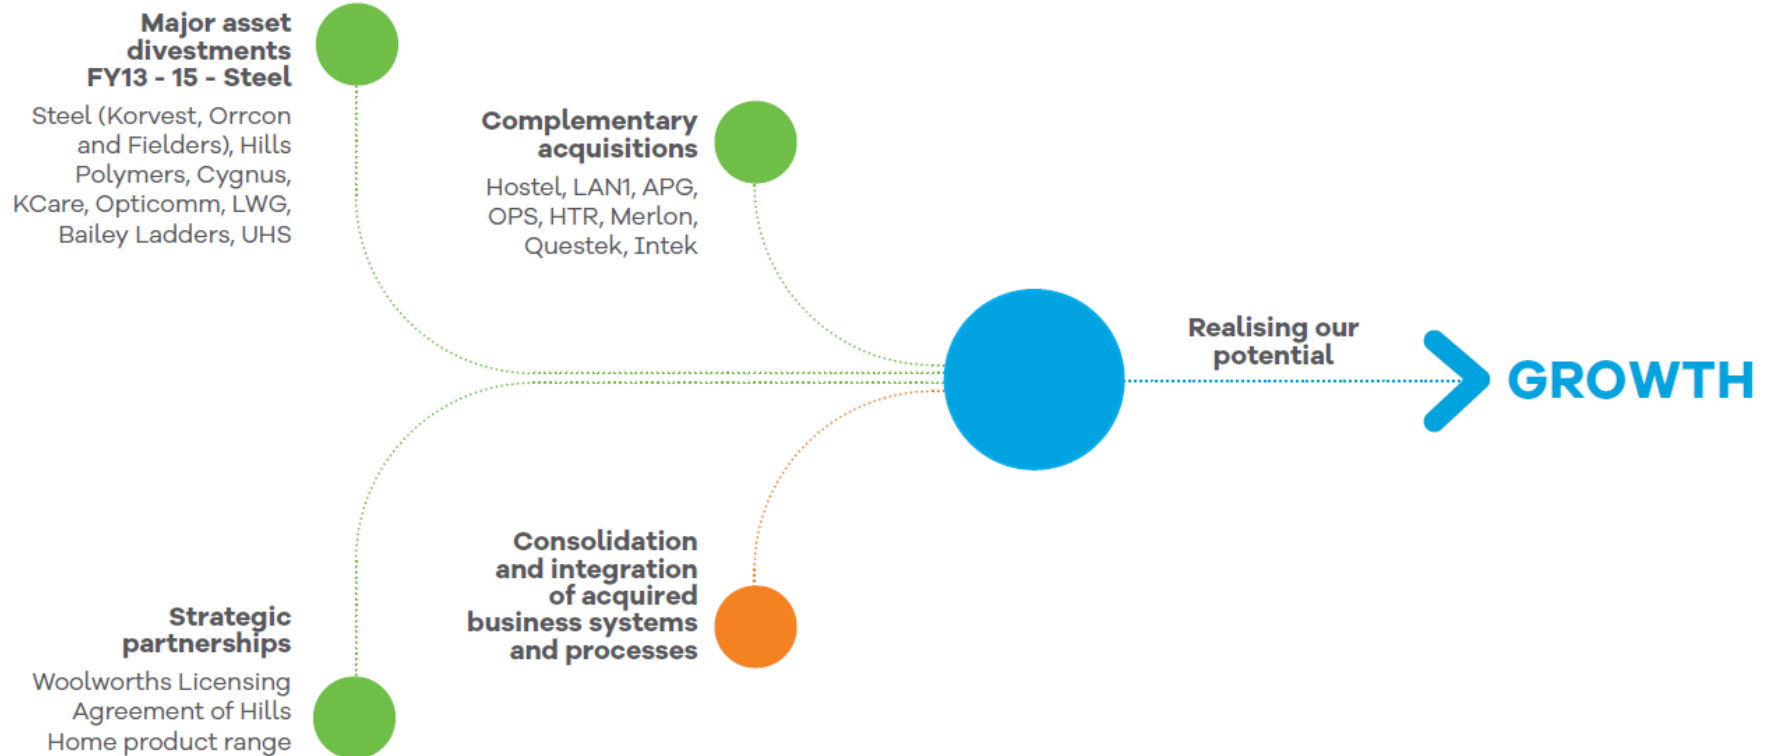 Major asset
divestments
FY13 - 15 - Steel
Steel (Korvest, Orrcon
and Fielders), Hills
Polymers, Cygnus,
KCare, Opticomm, LWG,
Bailey Ladders, UHS
Complementary
acquisitions
Hostel, LAN1, APG,
OPS, HTR, Merlon,
Questek, Intek
Realising our
potential
GROWTH
Consolidation
and integration
of acquired
business systems
and processes
Strategic
partnerships
Woolworths Licensing
Agreement of Hills
Home product range